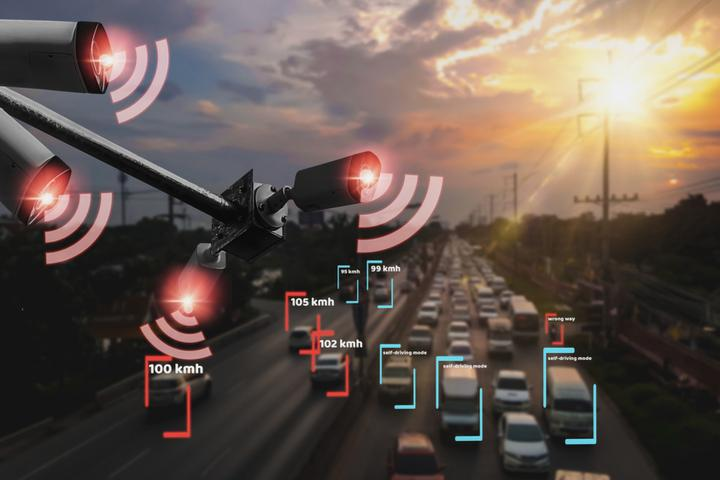 95 kmh
99 kmh
105 kmh
wrong way
102 kmh
self-driving mode
self-driving mode
self-driving mode
100 kmh